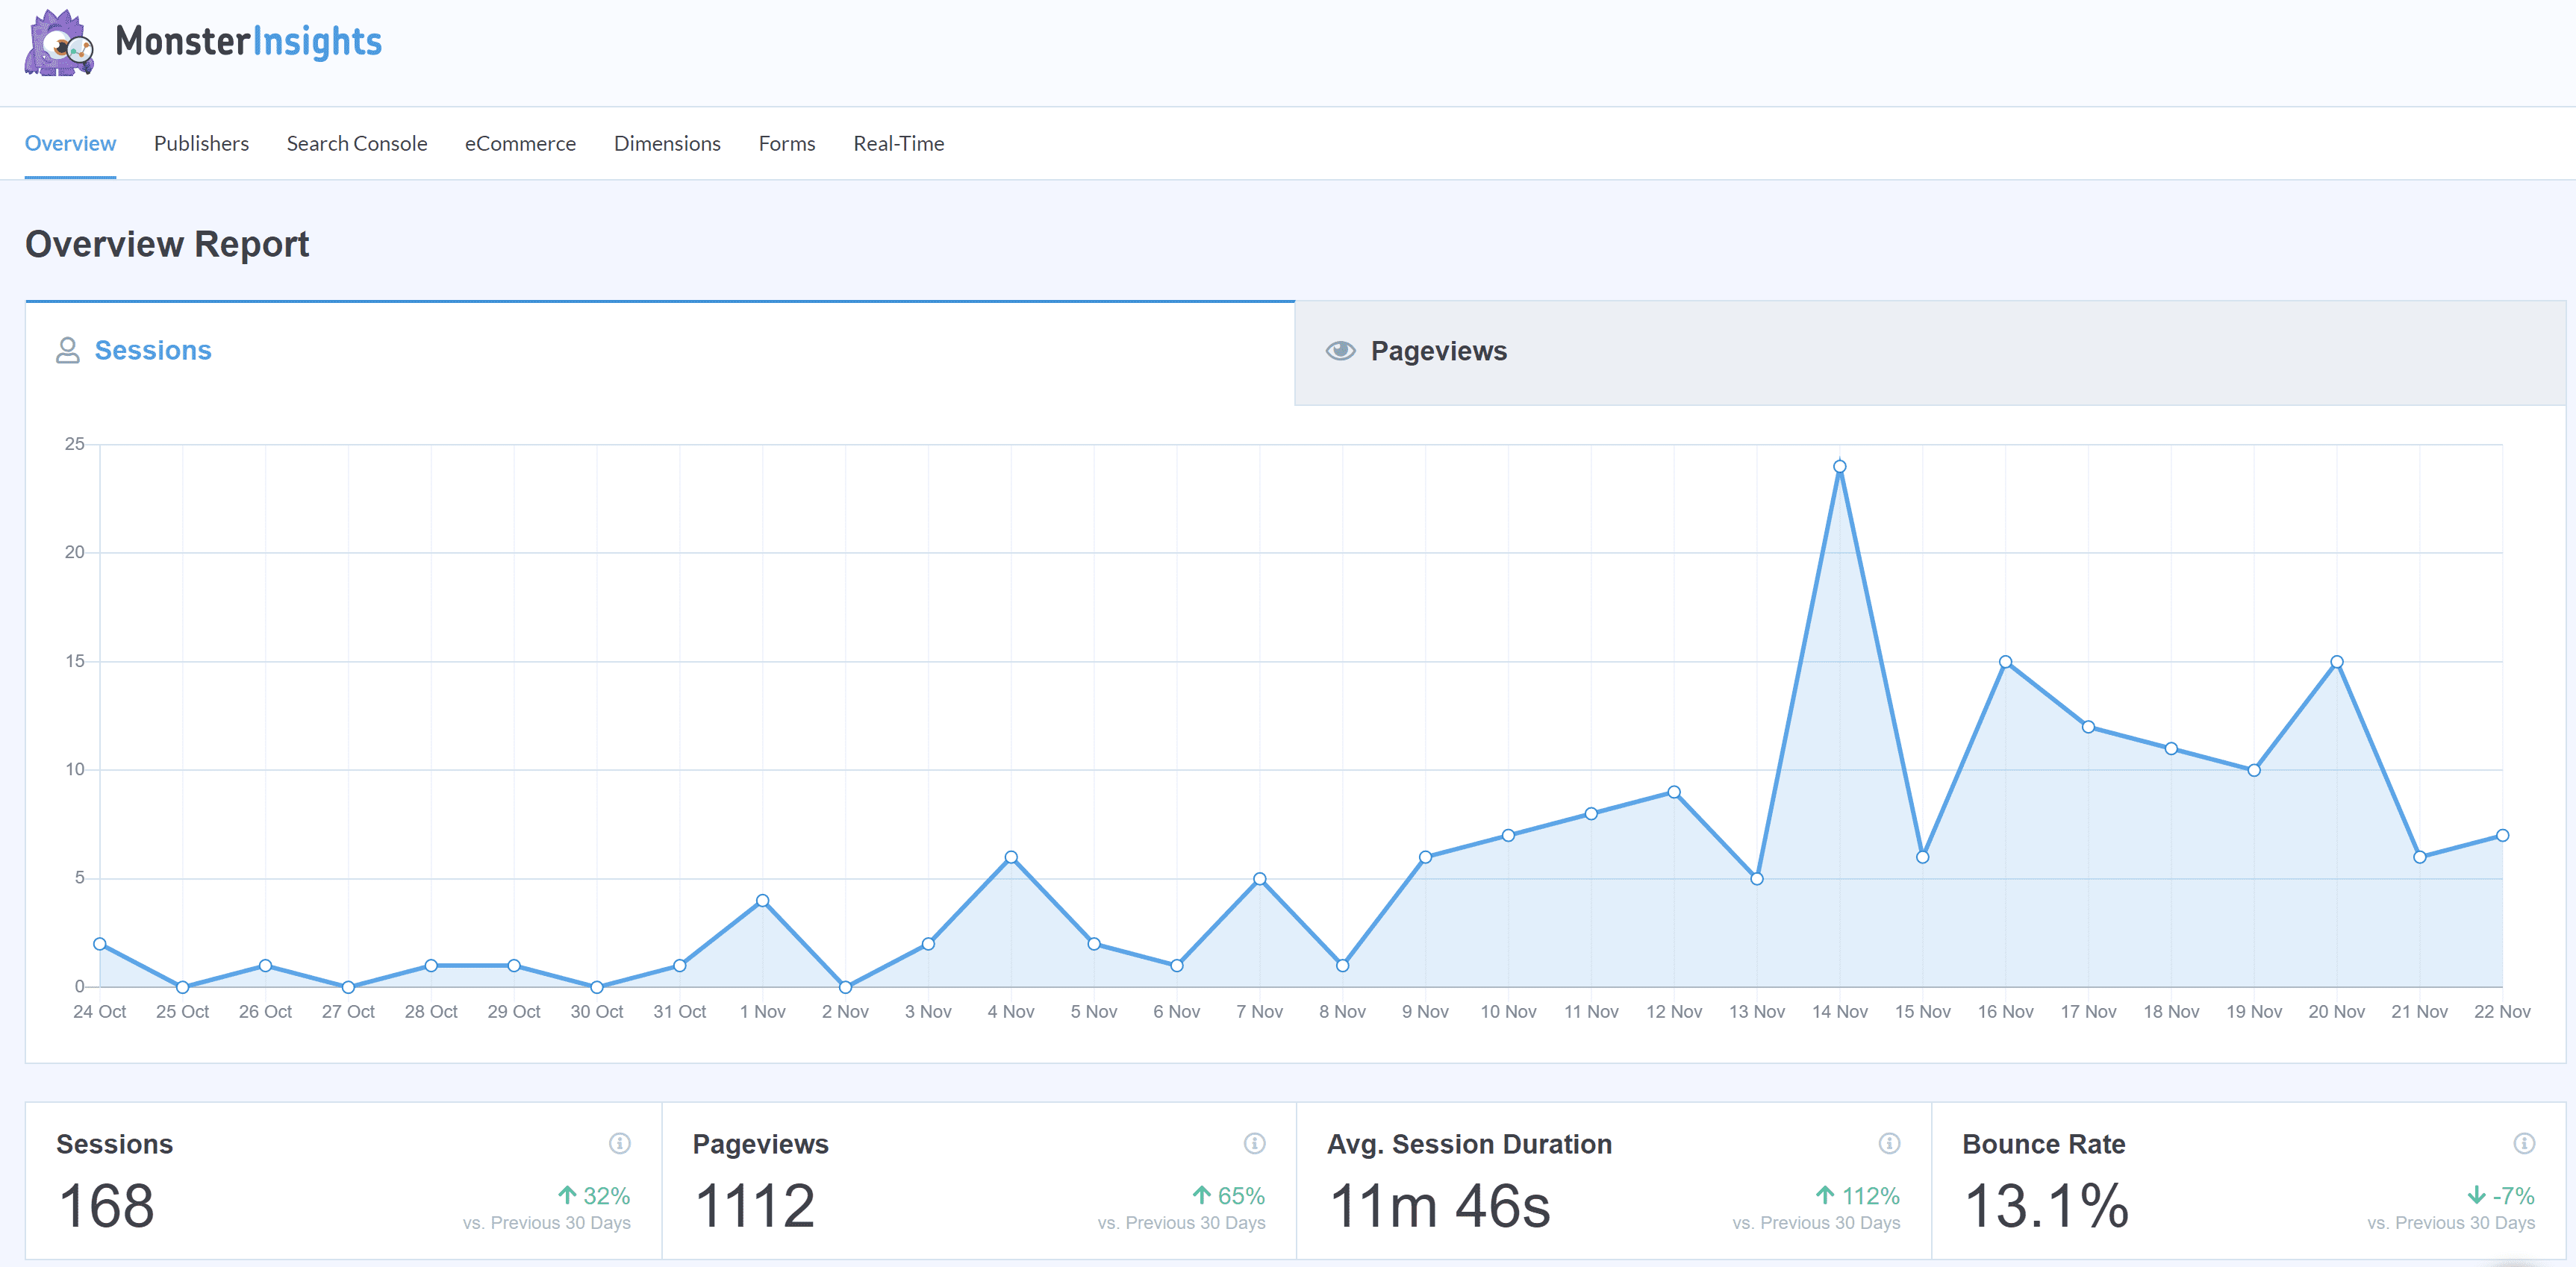 MonsterInsights
Overview Publishers Search Console eCommerce Dimensions Forms Real-Time
Overview Report
Sessions
Pageviews
25
20
15
10
5
0
24 Oct 25 Oct 26 Oct 27 Oct 28 Oct 29 Oct 30 Oct 31 Oct 1 Nov 2 Nov 3 Nov 4 Nov 5 Nov 6 Nov 7 Nov 8 Nov 9 Nov 10 Nov 11 Nov 12 Nov 13 Nov 14 Nov 15 Nov 16 Nov 17 Nov 18 Nov 19 Nov 20 Nov 21 Nov 22 Nov
Sessions
168
32%
vs. Previous 30 Days
Pageviews
1112
65%
vs. Previous 30 Days
Avg. Session Duration
11m 46s
112%
vs. Previous 30 Days
Bounce Rate
13.1%
-7%
vs. Previous 30 Days